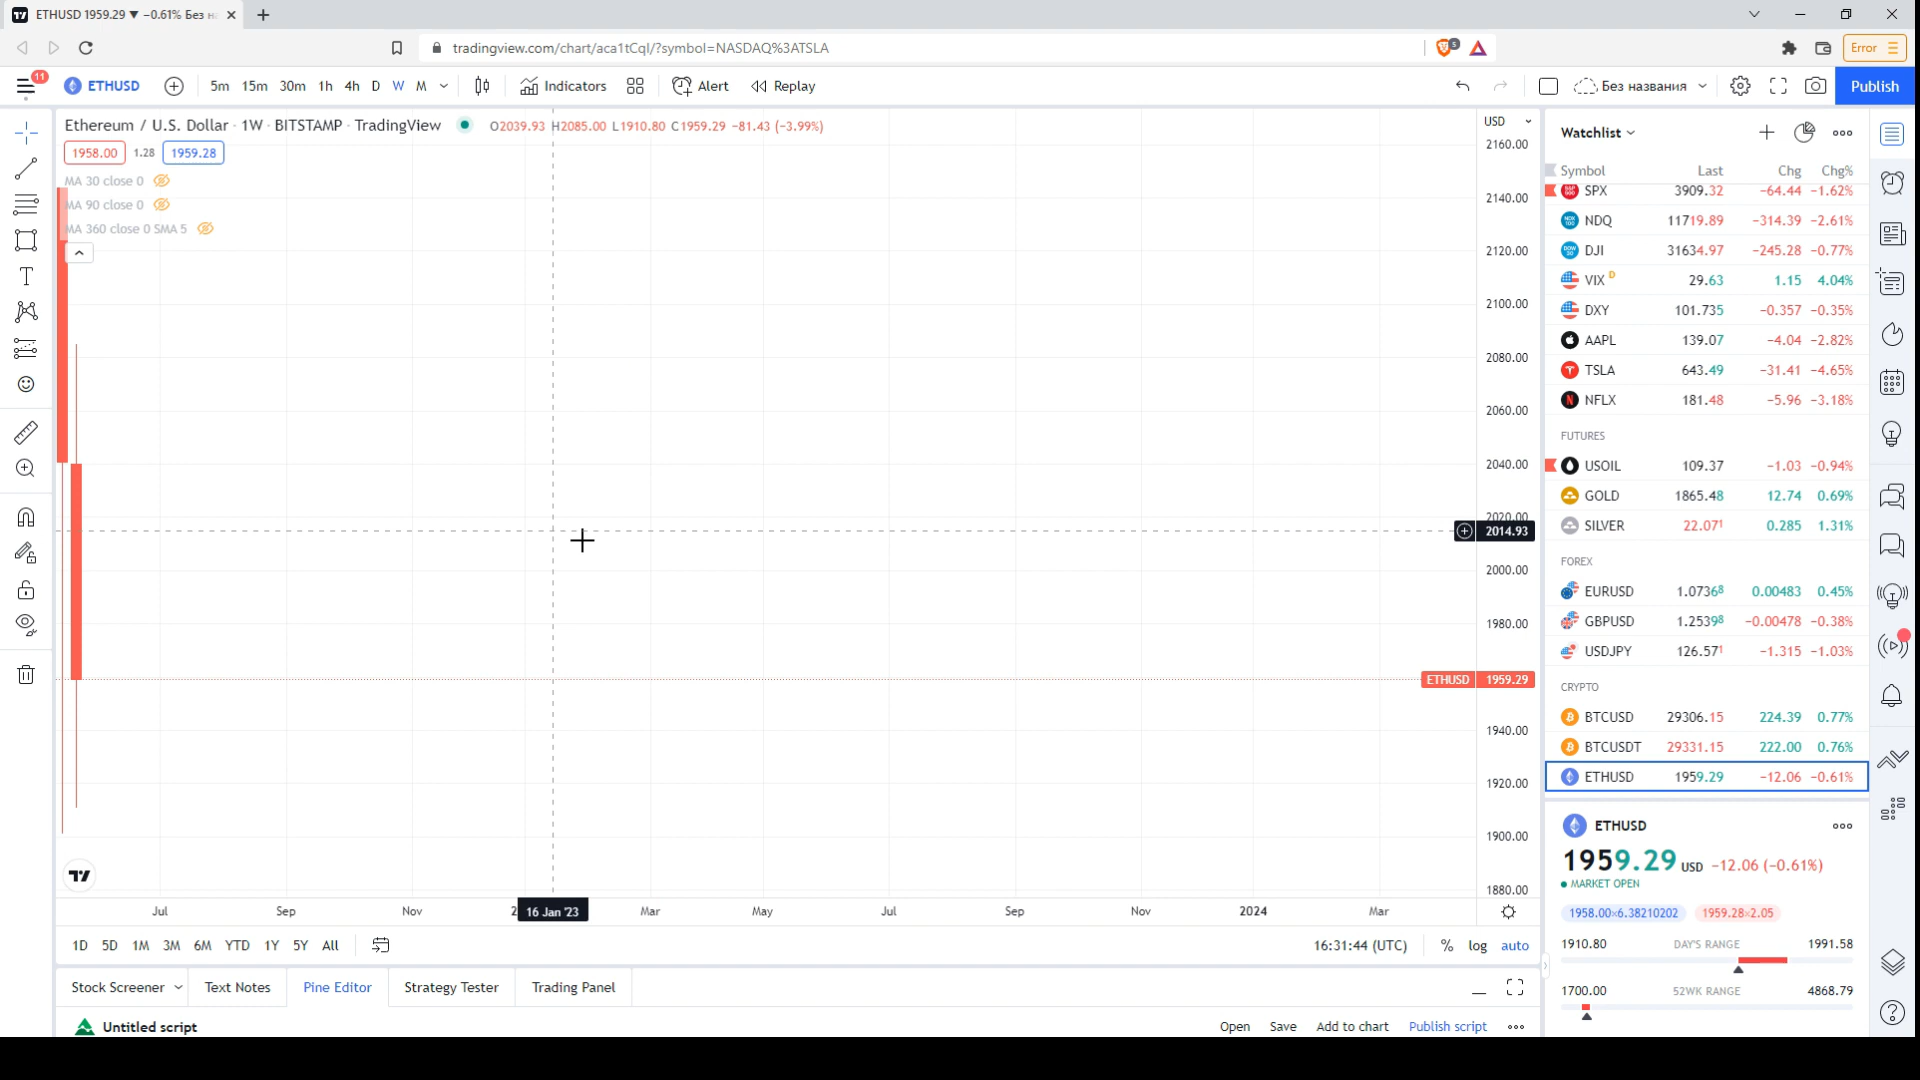 ETHUSD 1959.29 ▼ −0.61% Без н
tradingview.com/chart/aca1tCqI/?symbol=NASDAQ%3ATSLA
5
Error
11
ETHUSD 5m 15m 30m 1h 4h D W M Indicators Alert Replay Без названия Publish
Ethereum / U.S. Dollar · 1W · BITSTAMP · TradingView O2039.93 H2085.00 L1910.80 C1959.29 −81.43 (−3.99%)
1958.00 1.28 1959.28
MA 30 close 0
MA 90 close 0
MA 360 close 0 SMA 5
USD
2160.00
2140.00
2120.00
2100.00
2080.00
2060.00
2040.00
2020.00
2014.93
2000.00
1980.00
ETHUSD 1959.29
1940.00
1920.00
1900.00
1880.00
Jul Sep Nov 2 16 Jan '23 Mar May Jul Sep Nov 2024 Mar
1D 5D 1M 3M 6M YTD 1Y 5Y All 16:31:44 (UTC) % log auto
Stock Screener Text Notes Pine Editor Strategy Tester Trading Panel
Untitled script Open Save Add to chart Publish script
Watchlist
Symbol Last Chg Chg%
SPX 3909.32 −64.44 −1.62%
NDQ 11719.89 −314.39 −2.61%
DJI 31634.97 −245.28 −0.77%
VIX D 29.63 1.15 4.04%
DXY 101.735 −0.357 −0.35%
AAPL 139.07 −4.04 −2.82%
TSLA 643.49 −31.41 −4.65%
NFLX 181.48 −5.96 −3.18%
FUTURES
USOIL 109.37 −1.03 −0.94%
GOLD 1865.48 12.74 0.69%
SILVER 22.071 0.285 1.31%
FOREX
EURUSD 1.07368 0.00483 0.45%
GBPUSD 1.25398 −0.00478 −0.38%
USDJPY 126.571 −1.315 −1.03%
CRYPTO
BTCUSD 29306.15 224.39 0.77%
BTCUSDT 29331.15 222.00 0.76%
ETHUSD 1959.29 −12.06 −0.61%
ETHUSD
1959.29 USD −12.06 (−0.61%)
MARKET OPEN
1958.00×6.38210202 1959.28×2.05
1910.80 DAY'S RANGE 1991.58
1700.00 52WK RANGE 4868.79